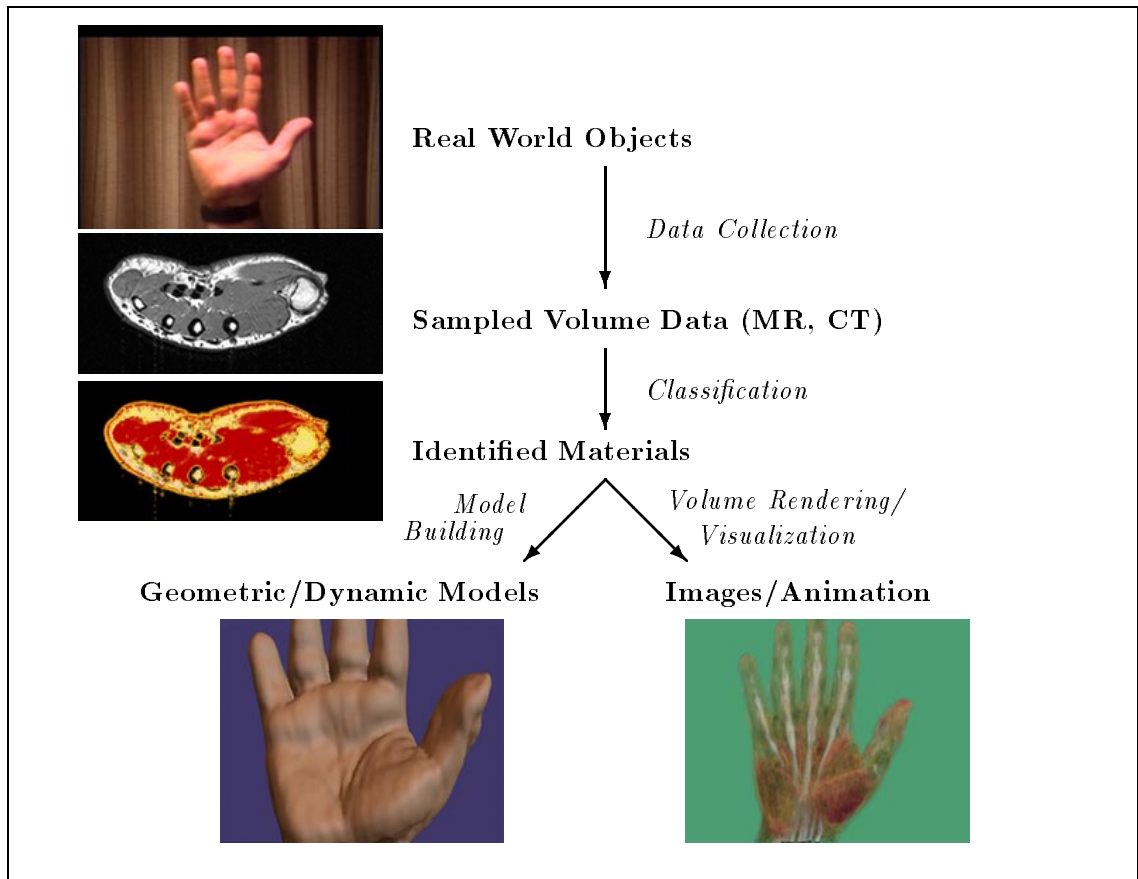 Real World Objects
Data Collection
Sampled Volume Data (MR, CT)
Classification
Identified Materials
Model
Building
Volume Rendering/
Visualization
Geometric/Dynamic Models
Images/Animation